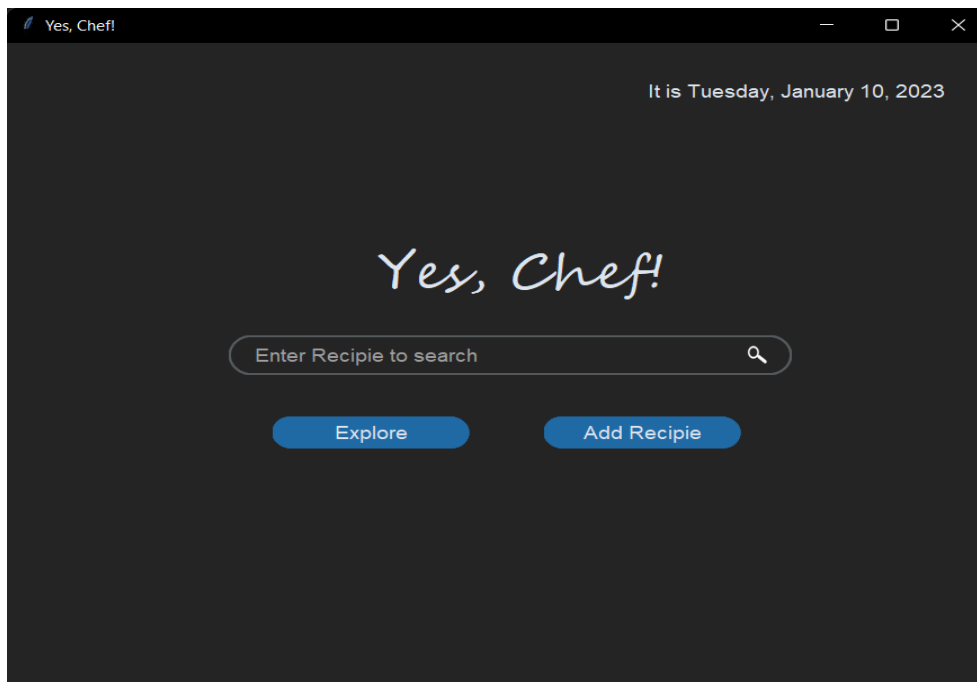 Yes, Chef!
It is Tuesday, January 10, 2023
Yes, Chef!
Enter Recipie to search
Explore
Add Recipie